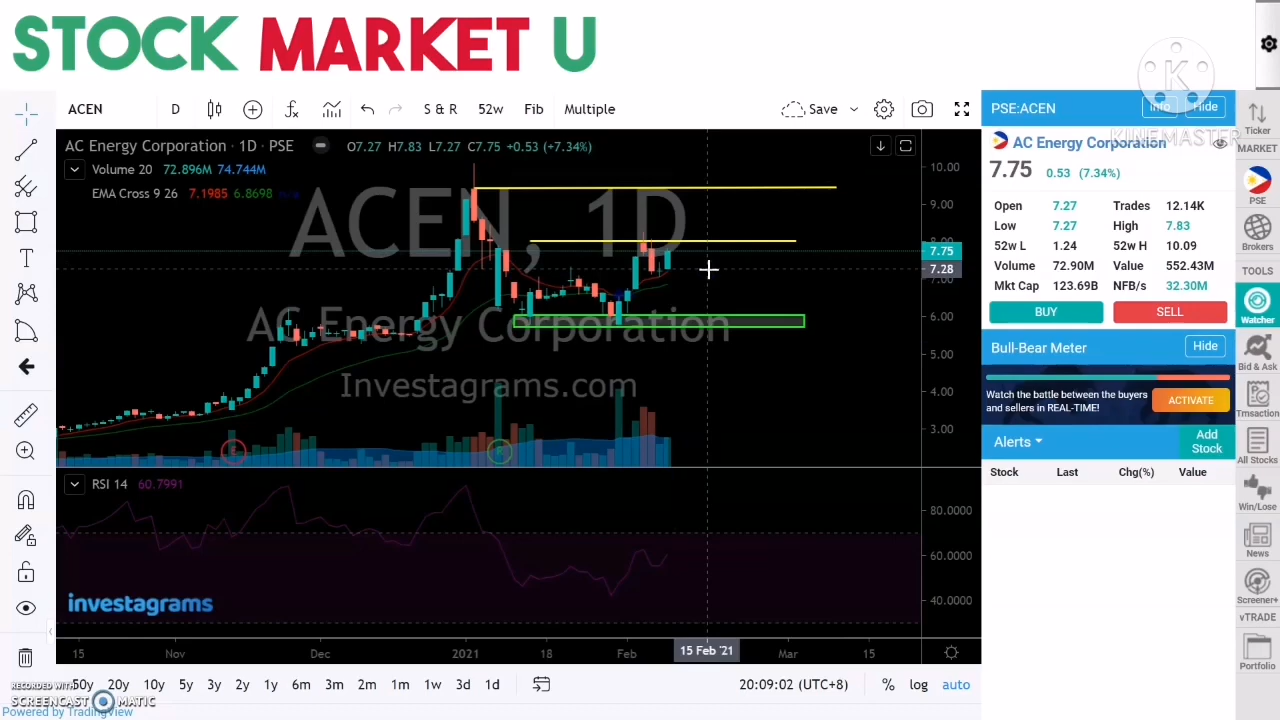 STOCK MARKET U
K
KINEMASTER
ACEN D S & R 52w Fib Multiple Save
AC Energy Corporation · 1D · PSE O7.27 H7.83 L7.27 C7.75 +0.53 (+7.34%)
Volume 20 72.896M 74.744M
EMA Cross 9 26 7.1985 6.8698 n/a
ACEN, 1D
AC Energy Corporation
Investagrams.com
10.00
9.00
8.00
7.75
7.28
7.00
6.00
5.00
4.00
3.00
E
E
RSI 14 60.7991
80.0000
60.0000
40.0000
investagrams
15 Nov Dec 2021 18 Feb 15 Feb '21 Mar 15
50y 20y 10y 5y 3y 2y 1y 6m 3m 2m 1m 1w 3d 1d 20:09:02 (UTC+8) % log auto
RECORDED WITH
SCREENCAST MATIC
Powered by TradingView
PSE:ACEN Info Hide
AC Energy Corporation
7.75 0.53 (7.34%)
Open 7.27 Trades 12.14K
Low 7.27 High 7.83
52w L 1.24 52w H 10.09
Volume 72.90M Value 552.43M
Mkt Cap 123.69B NFB/s 32.30M
BUY SELL
Bull-Bear Meter Hide
Watch the battle between the buyers
and sellers in REAL-TIME!
ACTIVATE
Alerts Add
Stock
Stock Last Chg(%) Value
Ticker
MARKET
PSE
Brokers
TOOLS
Watcher
Bid & Ask
Trnsaction
All Stocks
Win/Lose
News
Screener+
vTRADE
Portfolio